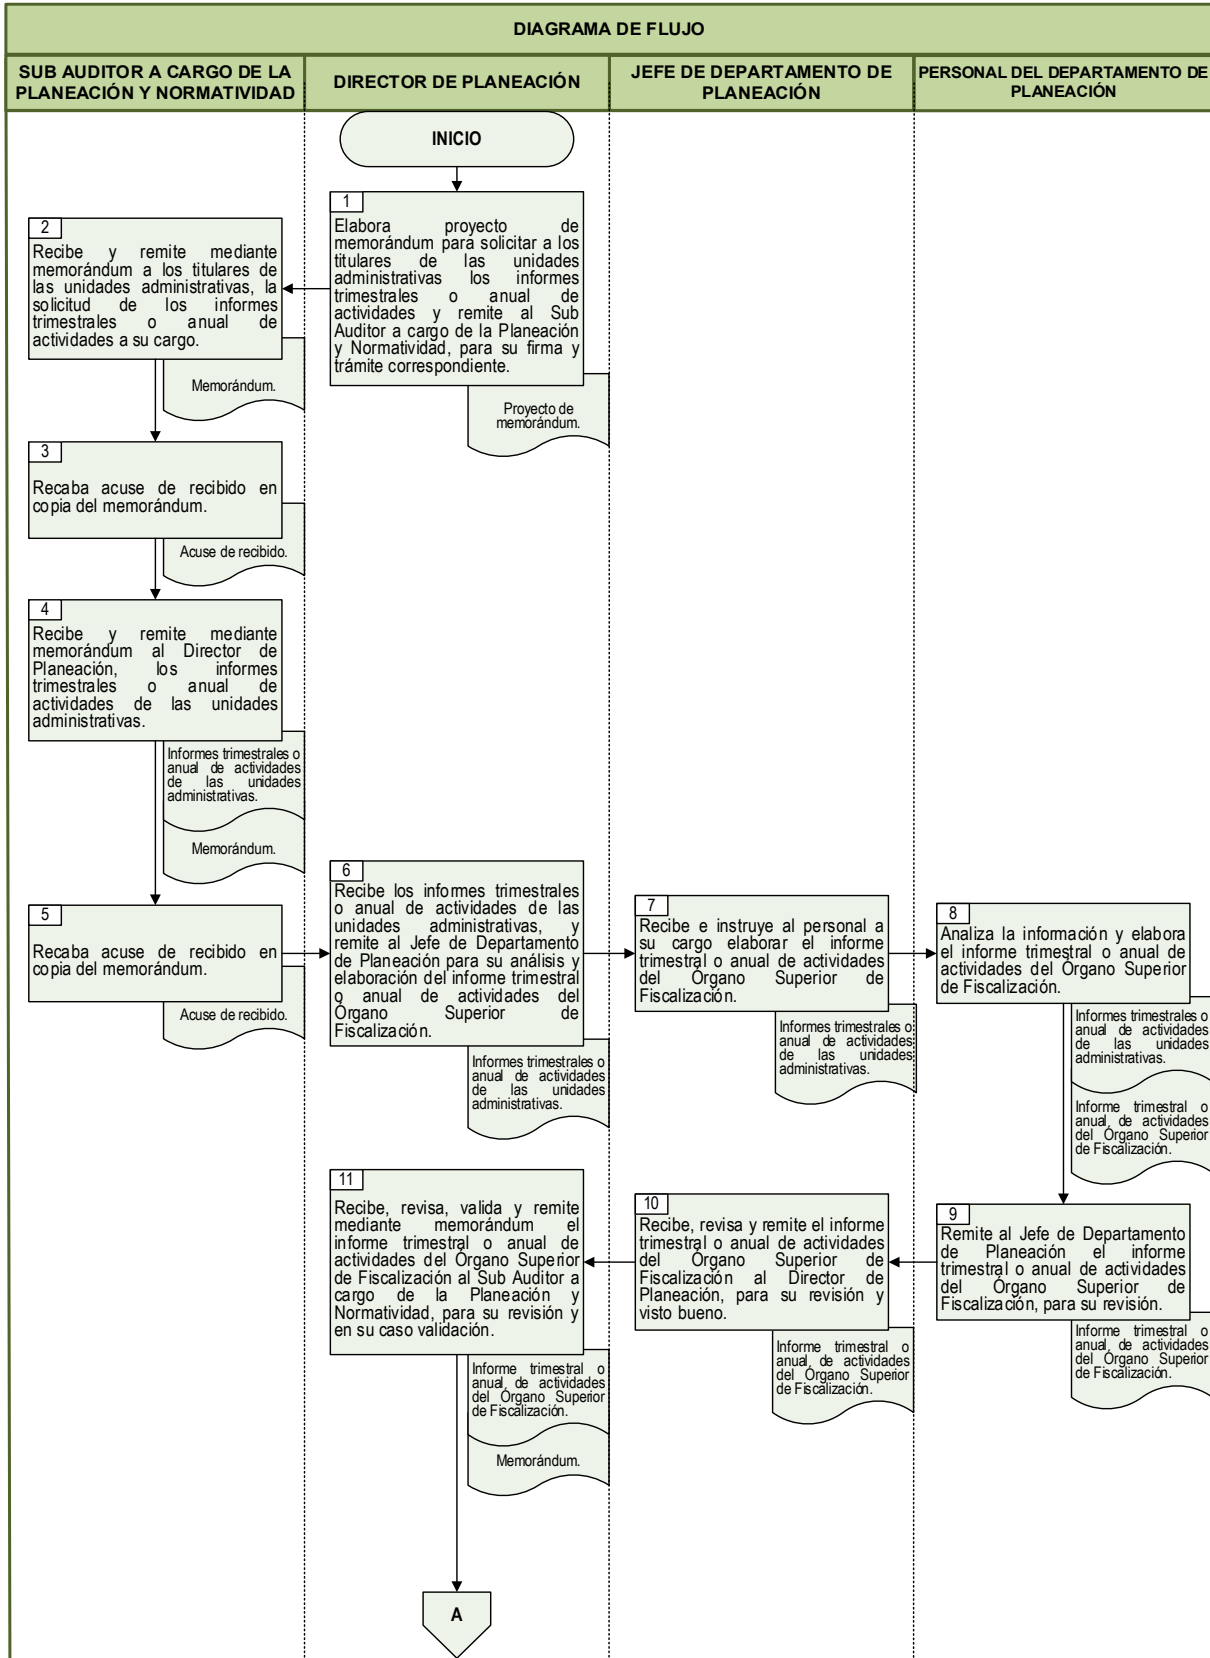 DIAGRAMA DE FLUJO
SUB AUDITOR A CARGO DE LA
PLANEACIÓN Y NORMATIVIDAD
DIRECTOR DE PLANEACIÓN
JEFE DE DEPARTAMENTO DE
PLANEACIÓN
PERSONAL DEL DEPARTAMENTO DE
PLANEACIÓN
INICIO
1
Elabora proyecto de
memorándum para solicitar a los
titulares de las unidades
administrativas los informes
trimestrales o anual de
actividades y remite al Sub
Auditor a cargo de la Planeación
y Normatividad, para su firma y
trámite correspondiente.
Proyecto de
memorándum.
2
Recibe y remite mediante
memorándum a los titulares de
las unidades administrativas, la
solicitud de los informes
trimestrales o anual de
actividades a su cargo.
Memorándum.
3
Recaba acuse de recibido en
copia del memorándum.
Acuse de recibido.
4
Recibe y remite mediante
memorándum al Director de
Planeación, los informes
trimestrales o anual de
actividades de las unidades
administrativas.
Informes trimestrales o
anual de actividades
de las unidades
administrativas.
Memorándum.
5
Recaba acuse de recibido en
copia del memorándum.
Acuse de recibido.
6
Recibe los informes trimestrales
o anual de actividades de las
unidades administrativas, y
remite al Jefe de Departamento
de Planeación para su análisis y
elaboración del informe trimestral
o anual de actividades del
Órgano Superior de
Fiscalización.
Informes trimestrales o
anual de actividades
de las unidades
administrativas.
7
Recibe e instruye al personal a
su cargo elaborar el informe
trimestral o anual de actividades
del Órgano Superior de
Fiscalización.
Informes trimestrales o
anual de actividades
de las unidades
administrativas.
8
Analiza la información y elabora
el informe trimestral o anual de
actividades del Órgano Superior
de Fiscalización.
Informes trimestrales o
anual de actividades
de las unidades
administrativas.
Informe trimestral o
anual, de actividades
del Órgano Superior
de Fiscalización.
9
Remite al Jefe de Departamento
de Planeación el informe
trimestral o anual de actividades
del Órgano Superior de
Fiscalización, para su revisión.
Informe trimestral o
anual, de actividades
del Órgano Superior
de Fiscalización.
10
Recibe, revisa y remite el informe
trimestral o anual de actividades
del Órgano Superior de
Fiscalización al Director de
Planeación, para su revisión y
visto bueno.
Informe trimestral o
anual, de actividades
del Órgano Superior
de Fiscalización.
11
Recibe, revisa, valida y remite
mediante memorándum el
informe trimestral o anual de
actividades del Órgano Superior
de Fiscalización al Sub Auditor a
cargo de la Planeación y
Normatividad, para su revisión y
en su caso validación.
Informe trimestral o
anual, de actividades
del Órgano Superior
de Fiscalización.
Memorándum.
A